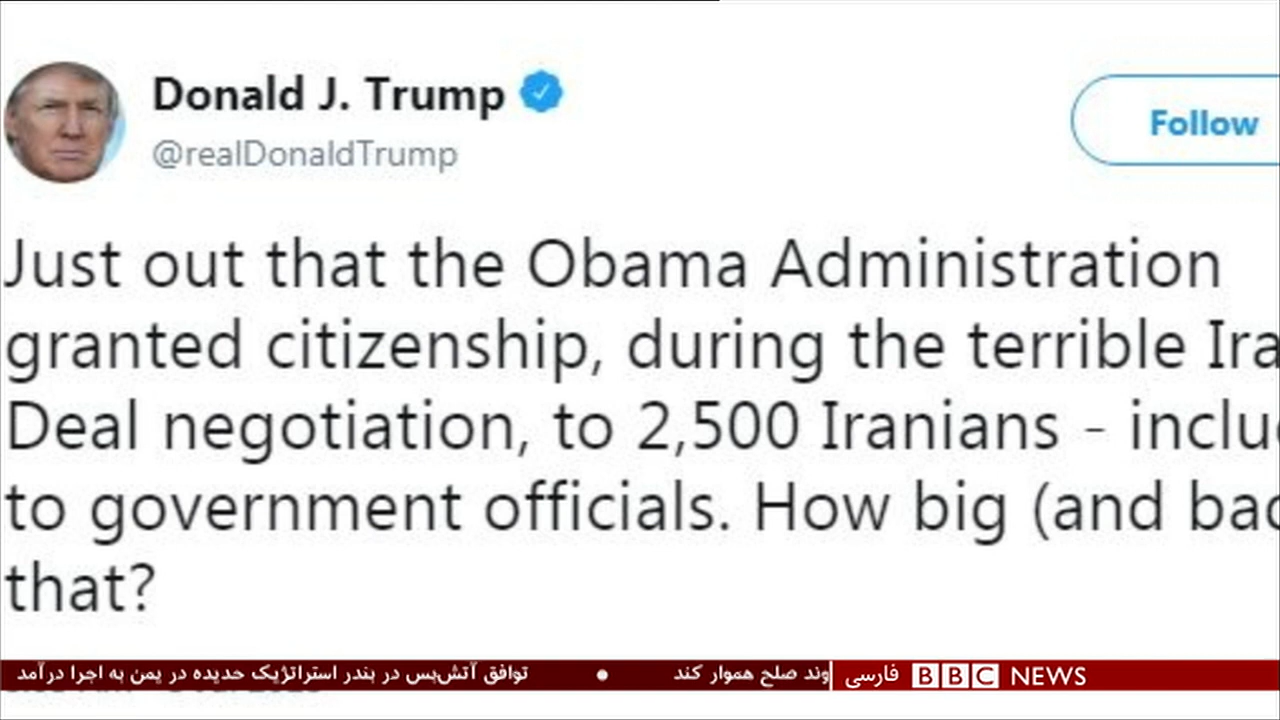 Donald J. Trump
@realDonaldTrump
Follow
Just out that the Obama Administration
granted citizenship, during the terrible Ira
Deal negotiation, to 2,500 Iranians - inclu
to government officials. How big (and bad
that?
توافق آتش‌بس در بندر استراتژیک حدیده در یمن به اجرا درآمد • وند صلح هموار کند
فارسی BBC NEWS